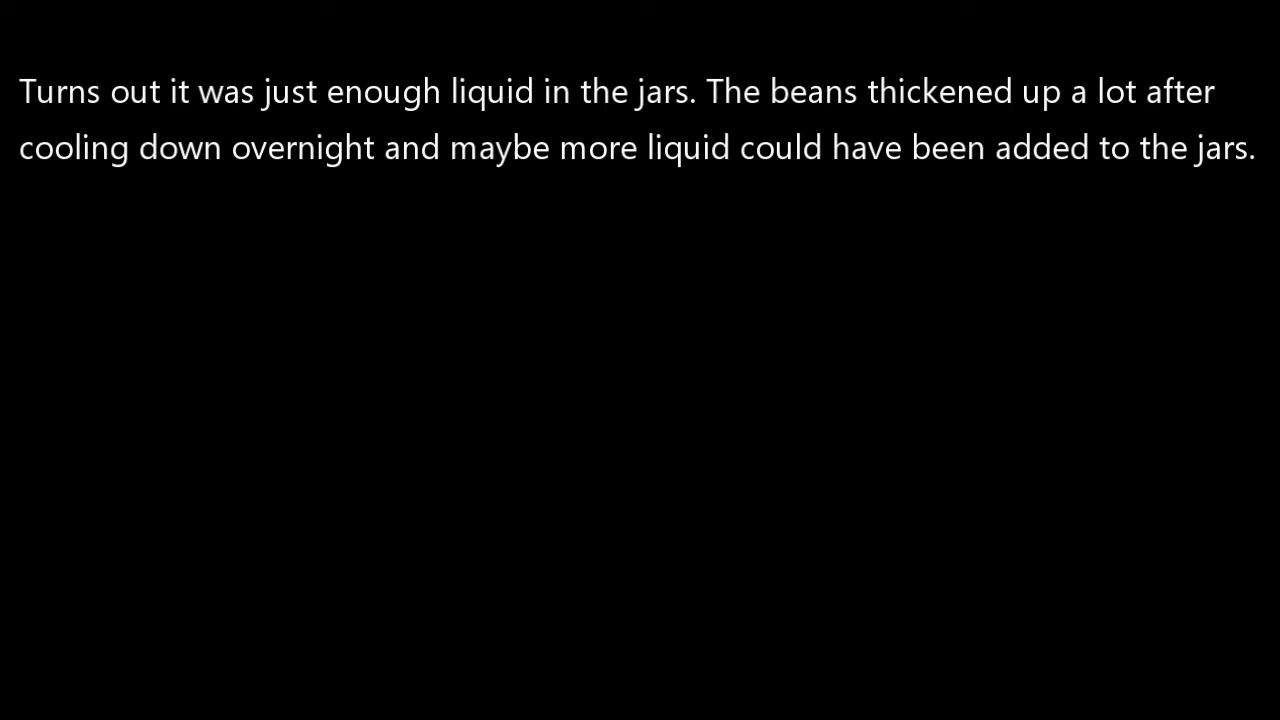 Turns out it was just enough liquid in the jars. The beans thickened up a lot after
cooling down overnight and maybe more liquid could have been added to the jars.